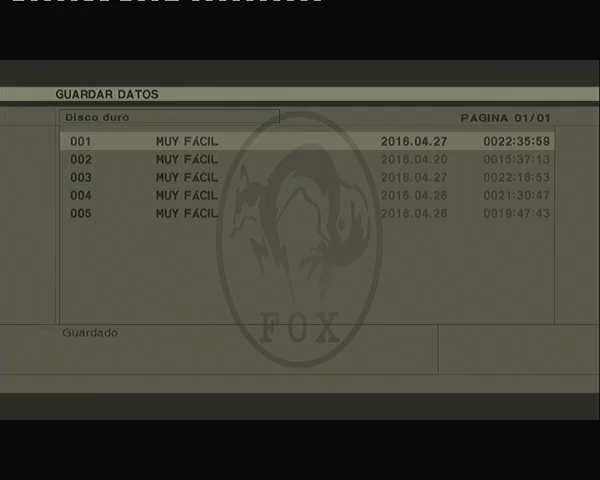 GUARDAR DATOS
Disco duro PÁGINA 01/01
001 MUY FÁCIL 2016.04.27 0022:35:59
002 MUY FÁCIL 2016.04.20 0015:37:13
003 MUY FÁCIL 2016.04.27 0022:16:53
004 MUY FÁCIL 2016.04.26 0021:30:47
005 MUY FÁCIL 2016.04.26 0019:47:43
FOX
Guardado